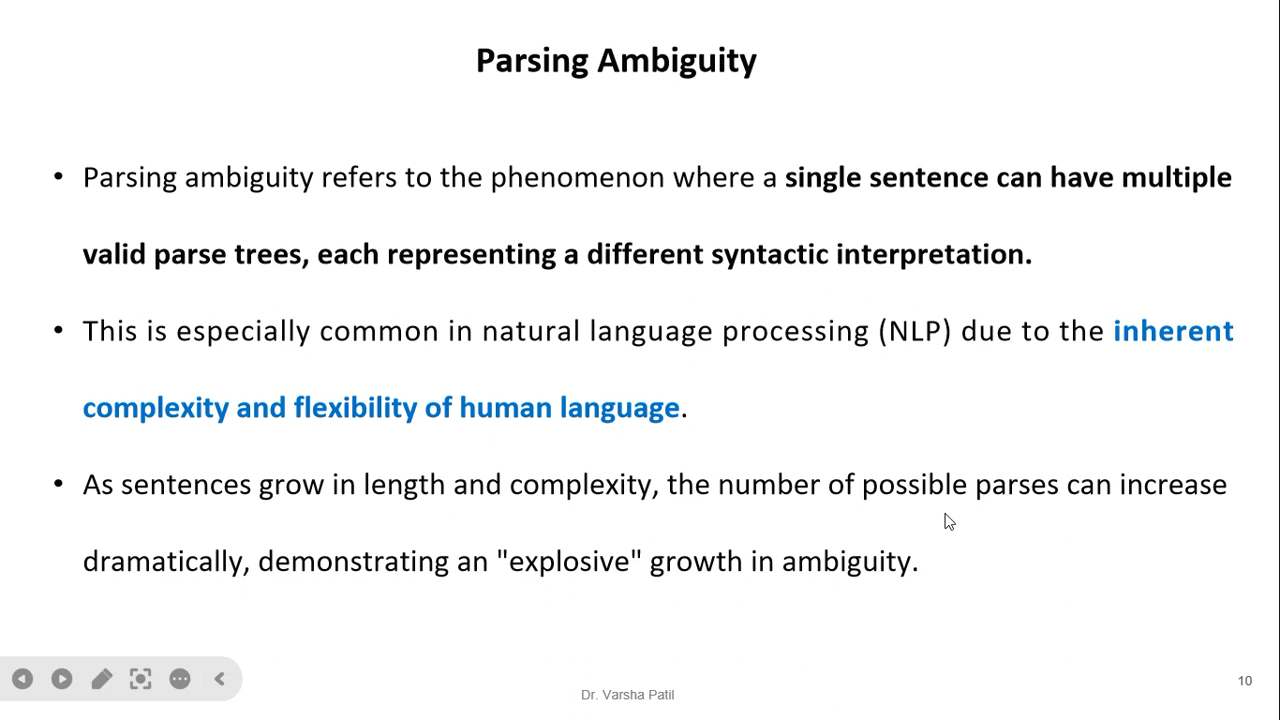 Parsing Ambiguity
• Parsing ambiguity refers to the phenomenon where a single sentence can have multiple
valid parse trees, each representing a different syntactic interpretation.
• This is especially common in natural language processing (NLP) due to the inherent
complexity and flexibility of human language.
• As sentences grow in length and complexity, the number of possible parses can increase
dramatically, demonstrating an "explosive" growth in ambiguity.
10
Dr. Varsha Patil